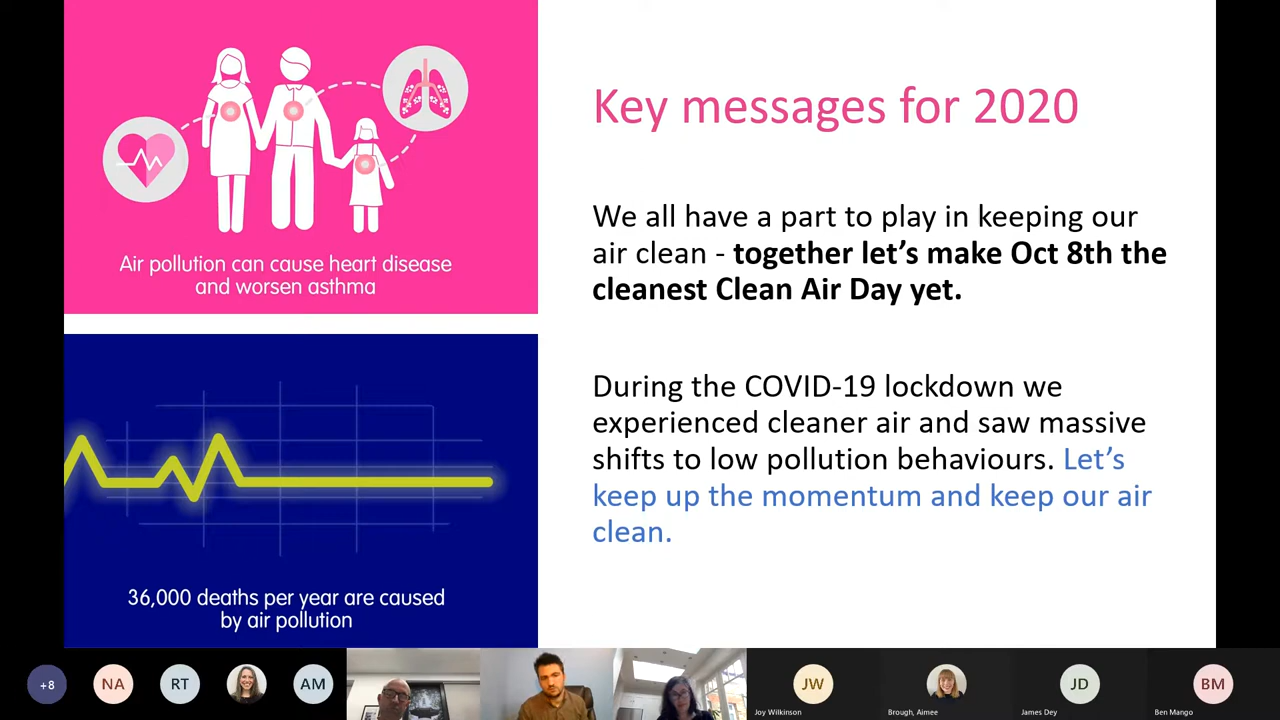 Air pollution can cause heart disease
and worsen asthma
36,000 deaths per year are caused
by air pollution
Key messages for 2020
We all have a part to play in keeping our
air clean - together let’s make Oct 8th the
cleanest Clean Air Day yet.
During the COVID-19 lockdown we
experienced cleaner air and saw massive
shifts to low pollution behaviours. Let’s
keep up the momentum and keep our air
clean.
+8
NA
RT
AM
JW
Joy Wilkinson
Brough, Aimee
JD
James Dey
BM
Ben Mango